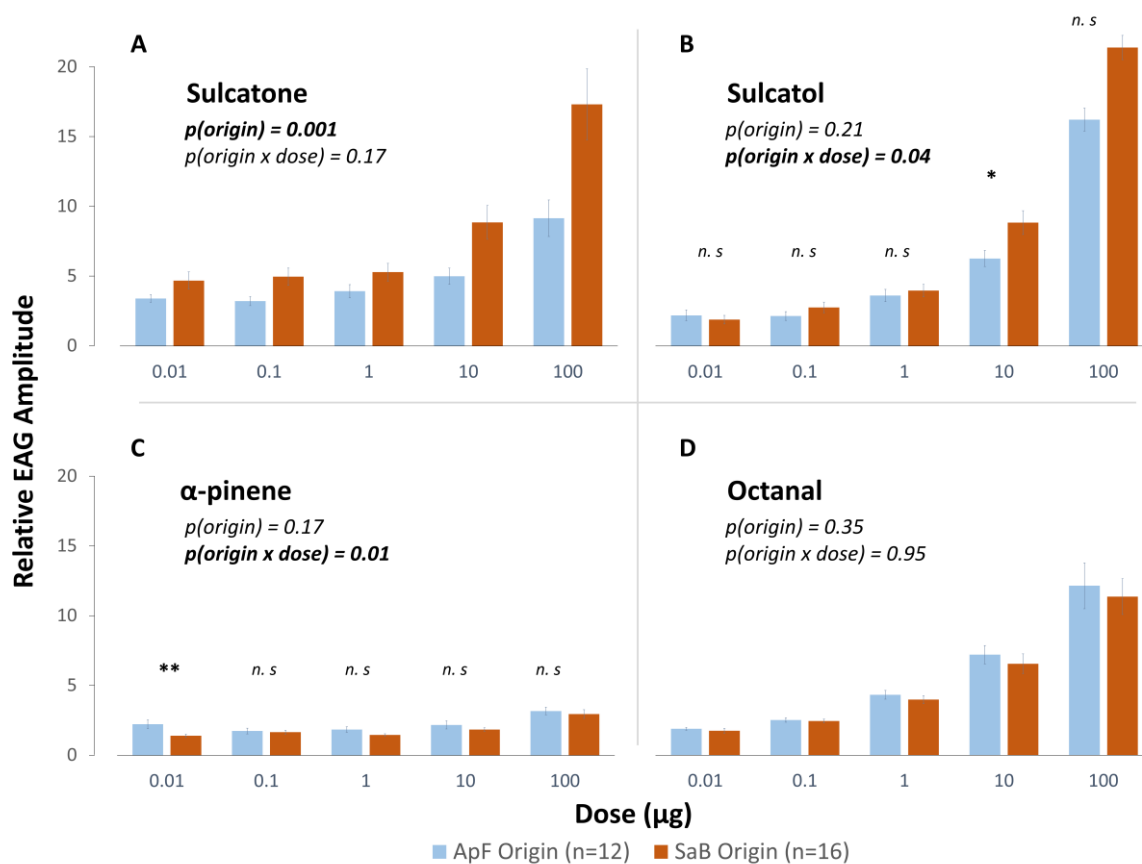 A
Sulcatone
p(origin) = 0.001
p(origin x dose) = 0.17
20
15
10
5
0
0.01 0.1 1 10 100
B
n. s
Sulcatol
p(origin) = 0.21
p(origin x dose) = 0.04
*
n. s n. s n. s
0.01 0.1 1 10 100
Relative EAG Amplitude
C
α-pinene
p(origin) = 0.17
p(origin x dose) = 0.01
20
15
10
5
0
** n. s n. s n. s n. s
0.01 0.1 1 10 100
D
Octanal
p(origin) = 0.35
p(origin x dose) = 0.95
0.01 0.1 1 10 100
Dose (µg)
ApF Origin (n=12) SaB Origin (n=16)